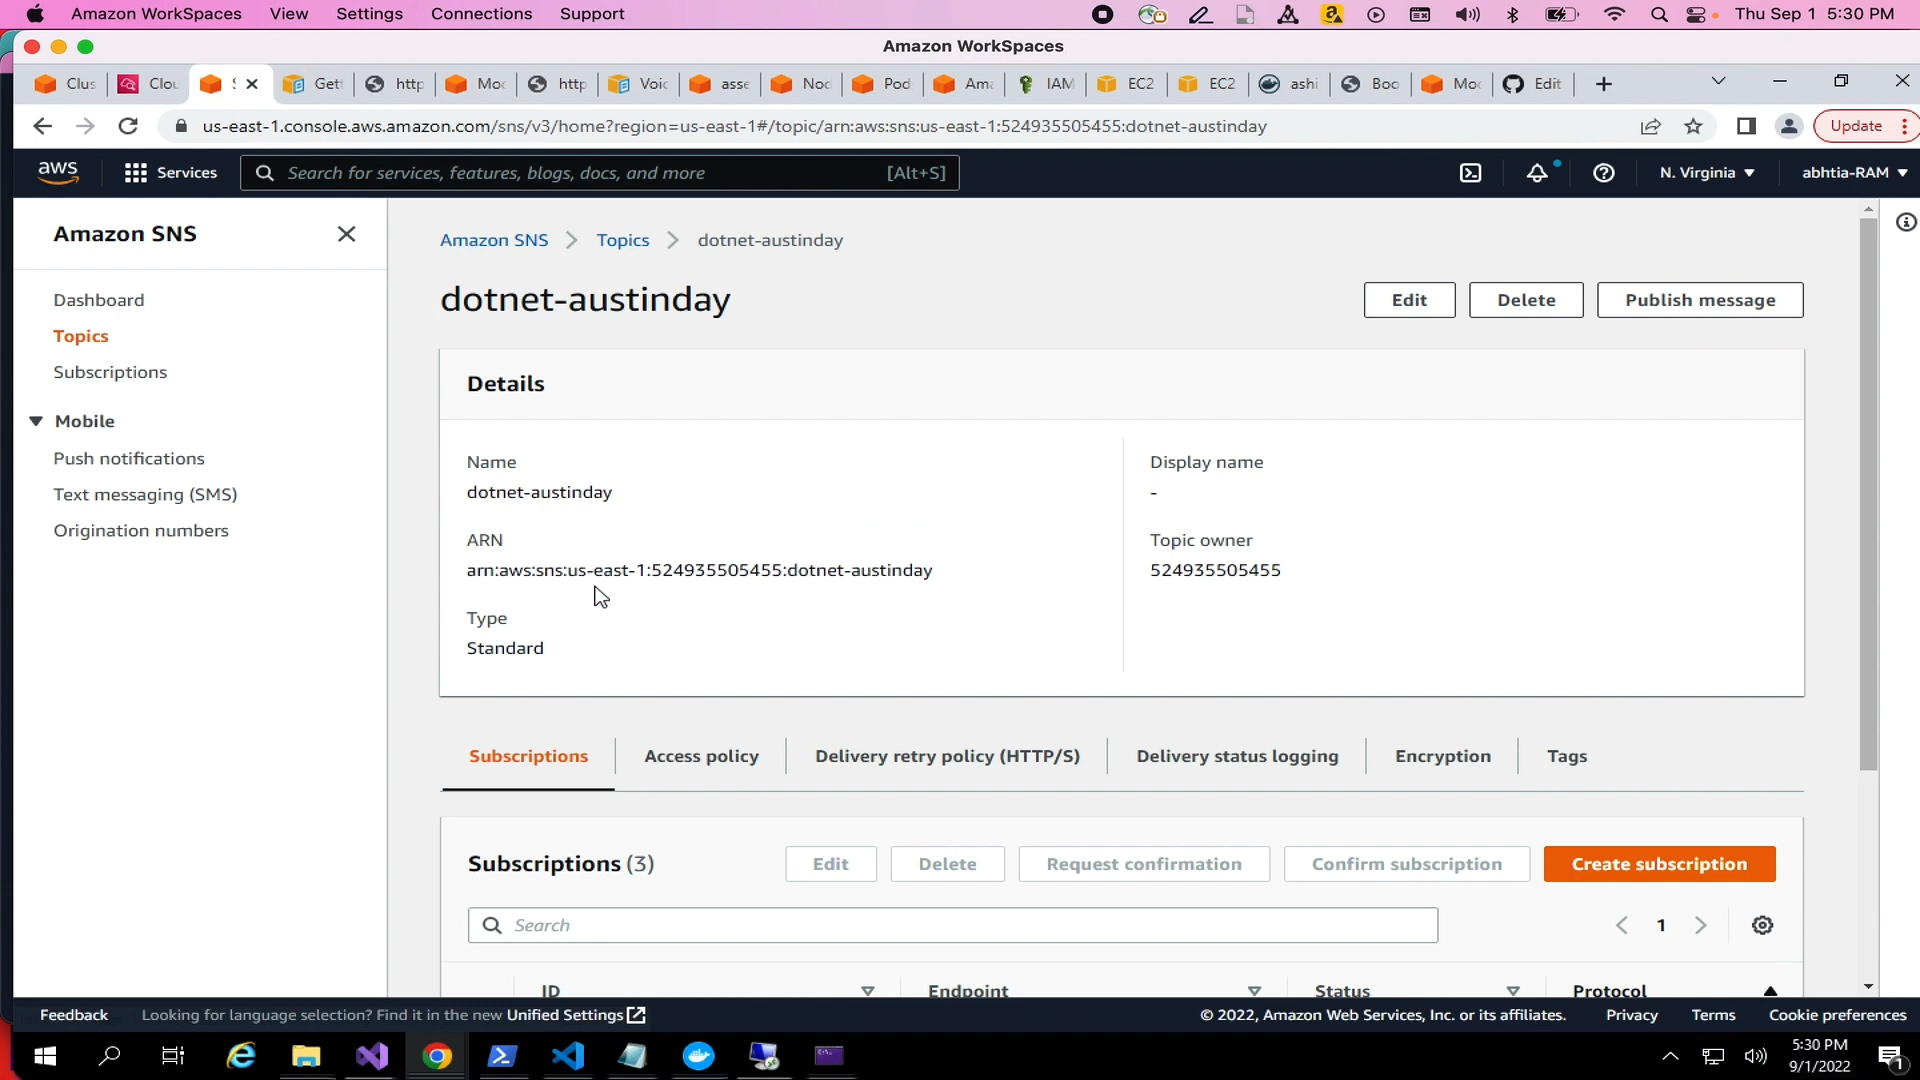 Amazon WorkSpaces View Settings Connections Support Thu Sep 1 5:30 PM
Amazon WorkSpaces
Clus Clou Gett http Moc http Voic asse Nod Pod Ama IAM EC2 EC2 ashi Boo Moc Edit
us-east-1.console.aws.amazon.com/sns/v3/home?region=us-east-1#/topic/arn:aws:sns:us-east-1:524935505455:dotnet-austinday Update
aws Services Search for services, features, blogs, docs, and more [Alt+S] N. Virginia abhtia-RAM
Amazon SNS
Dashboard
Topics
Subscriptions
Mobile
Push notifications
Text messaging (SMS)
Origination numbers
Amazon SNS Topics dotnet-austinday
dotnet-austinday Edit Delete Publish message
Details
Name
dotnet-austinday
ARN
arn:aws:sns:us-east-1:524935505455:dotnet-austinday
Type
Standard
Display name
-
Topic owner
524935505455
Subscriptions Access policy Delivery retry policy (HTTP/S) Delivery status logging Encryption Tags
Subscriptions (3) Edit Delete Request confirmation Confirm subscription Create subscription
Search 1
ID Endpoint Status Protocol
Feedback Looking for language selection? Find it in the new Unified Settings © 2022, Amazon Web Services, Inc. or its affiliates. Privacy Terms Cookie preferences
5:30 PM
9/1/2022
1